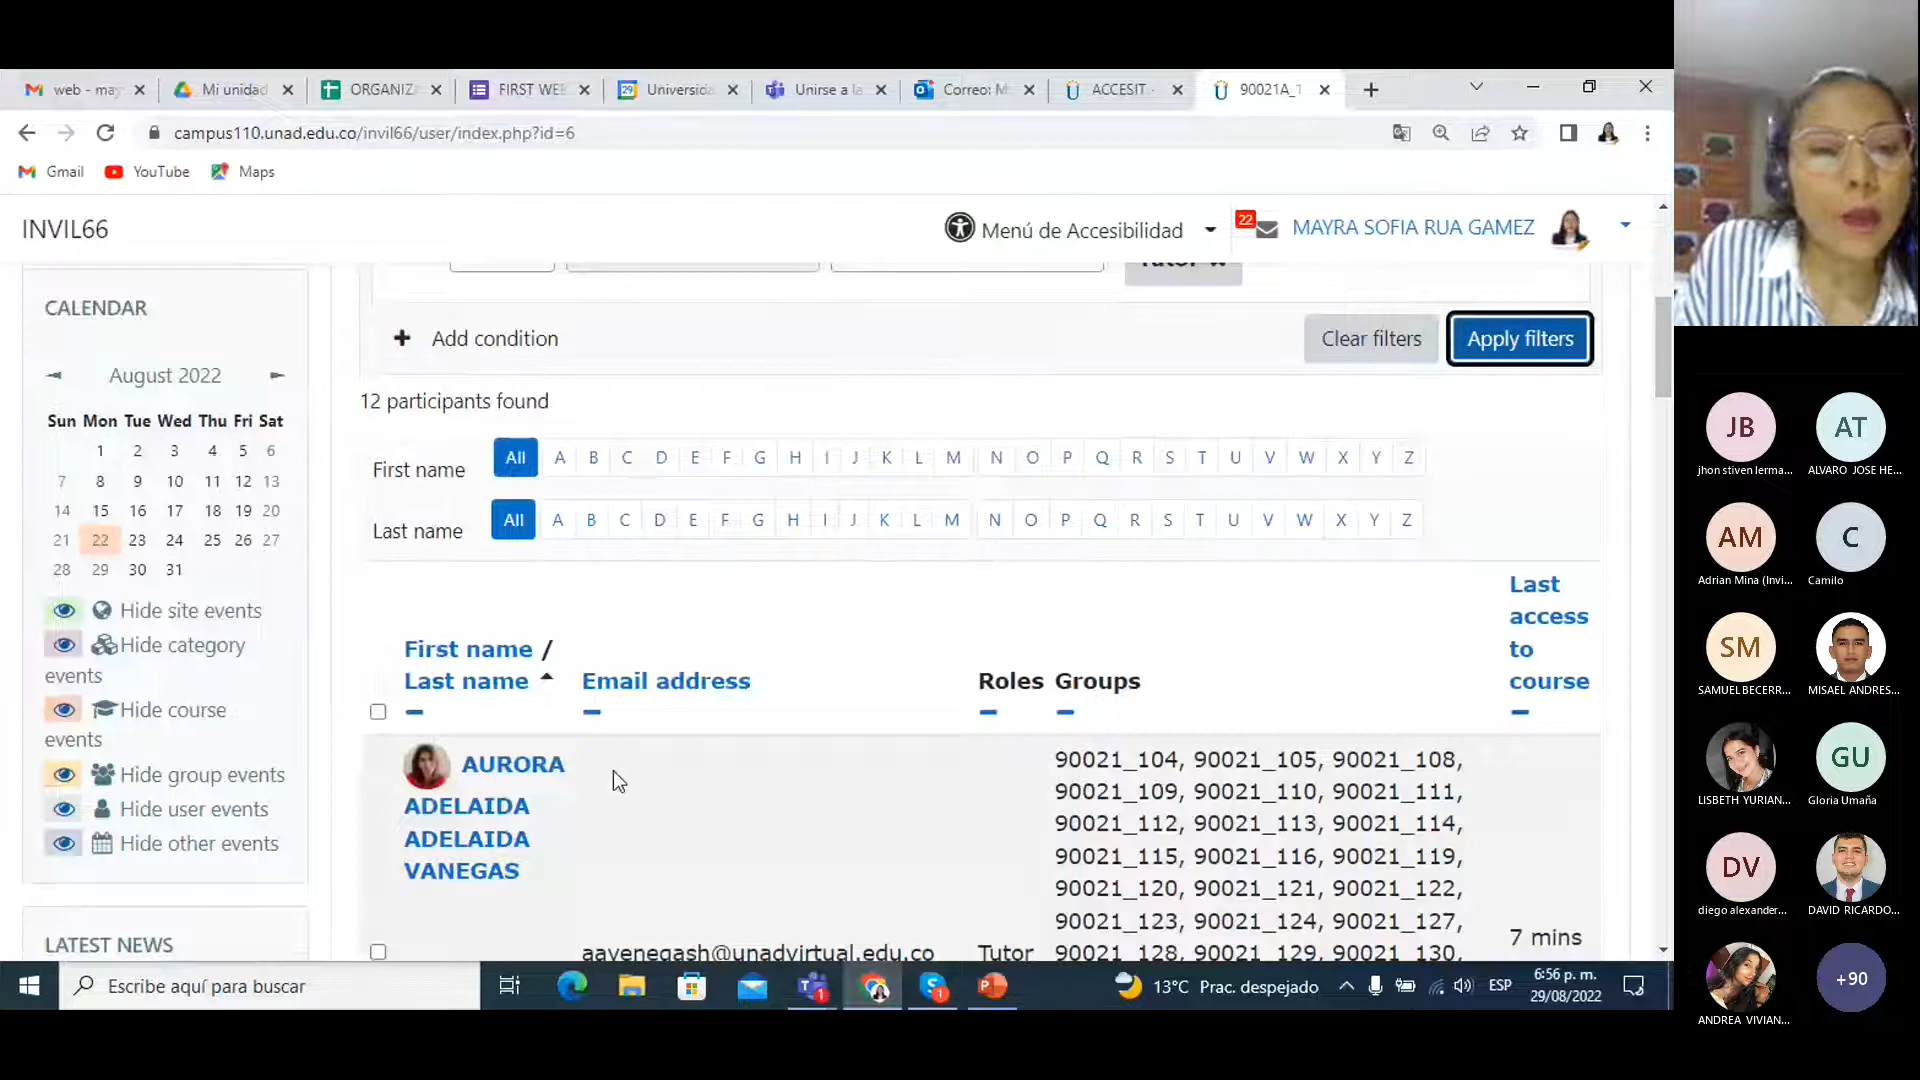 web - may
Mi unidad
ORGANIZ
FIRST WEB
Universida
Unirse a la
Correo: M
ACCESIT -
90021A_1
campus110.unad.edu.co/invil66/user/index.php?id=6
Gmail
YouTube
Maps
INVIL66
Menú de Accesibilidad
22
MAYRA SOFIA RUA GAMEZ
CALENDAR
August 2022
Sun Mon Tue Wed Thu Fri Sat
1 2 3 4 5 6
7 8 9 10 11 12 13
14 15 16 17 18 19 20
21 22 23 24 25 26 27
28 29 30 31
Hide site events
Hide category
events
Hide course
events
Hide group events
Hide user events
Hide other events
LATEST NEWS
Tutor
+ Add condition
Clear filters
Apply filters
12 participants found
First name
All A B C D E F G H I J K L M N O P Q R S T U V W X Y Z
Last name
All A B C D E F G H I J K L M N O P Q R S T U V W X Y Z
First name /
Last name
Email address
Roles
Groups
Last
access
to
course
AURORA
ADELAIDA
ADELAIDA
VANEGAS
aavenegash@unadvirtual.edu.co
Tutor
90021_104, 90021_105, 90021_108,
90021_109, 90021_110, 90021_111,
90021_112, 90021_113, 90021_114,
90021_115, 90021_116, 90021_119,
90021_120, 90021_121, 90021_122,
90021_123, 90021_124, 90021_127,
90021_128, 90021_129, 90021_130,
7 mins
Escribe aquí para buscar
13°C Prac. despejado
ESP
6:56 p. m.
29/08/2022
JB
jhon stiven lerma...
AT
ALVARO JOSE HE...
AM
Adrian Mina (Invi...
C
Camilo
SM
SAMUEL BECERR...
MISAEL ANDRES...
LISBETH YURIAN...
GU
Gloria Umaña
DV
diego alexander...
DAVID RICARDO...
ANDREA VIVIAN...
+90